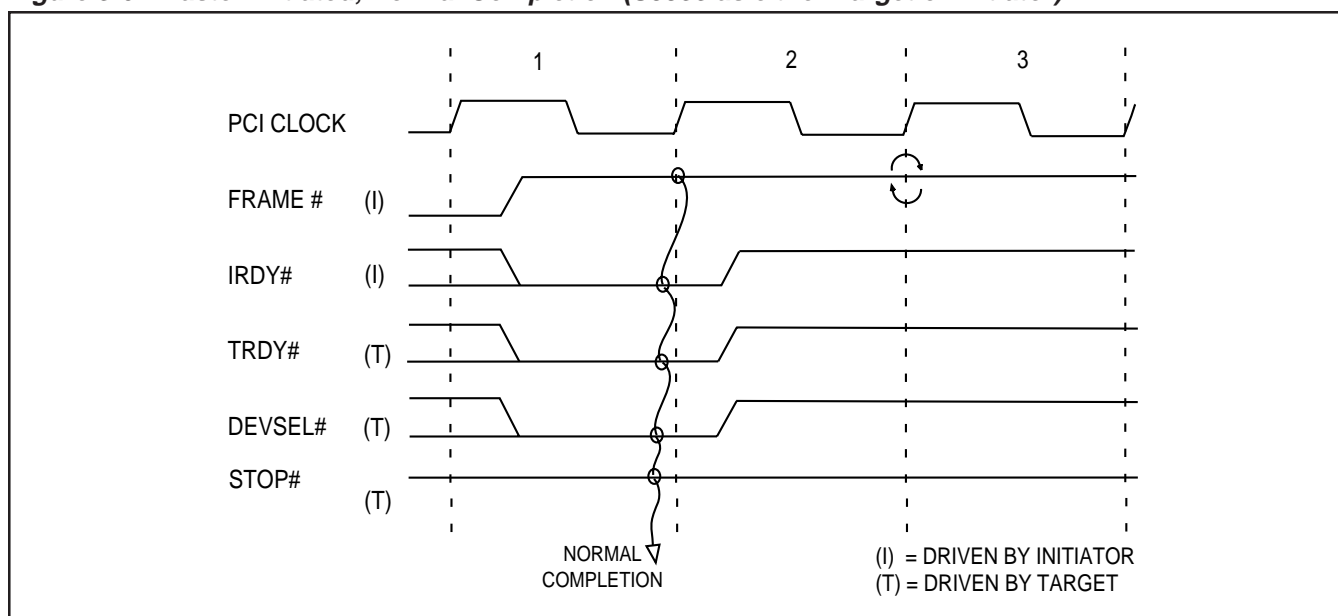 1 2 3
PCI CLOCK
FRAME # (I)
IRDY# (I)
TRDY# (T)
DEVSEL# (T)
STOP#
(T)
NORMAL
COMPLETION
(I) = DRIVEN BY INITIATOR
(T) = DRIVEN BY TARGET